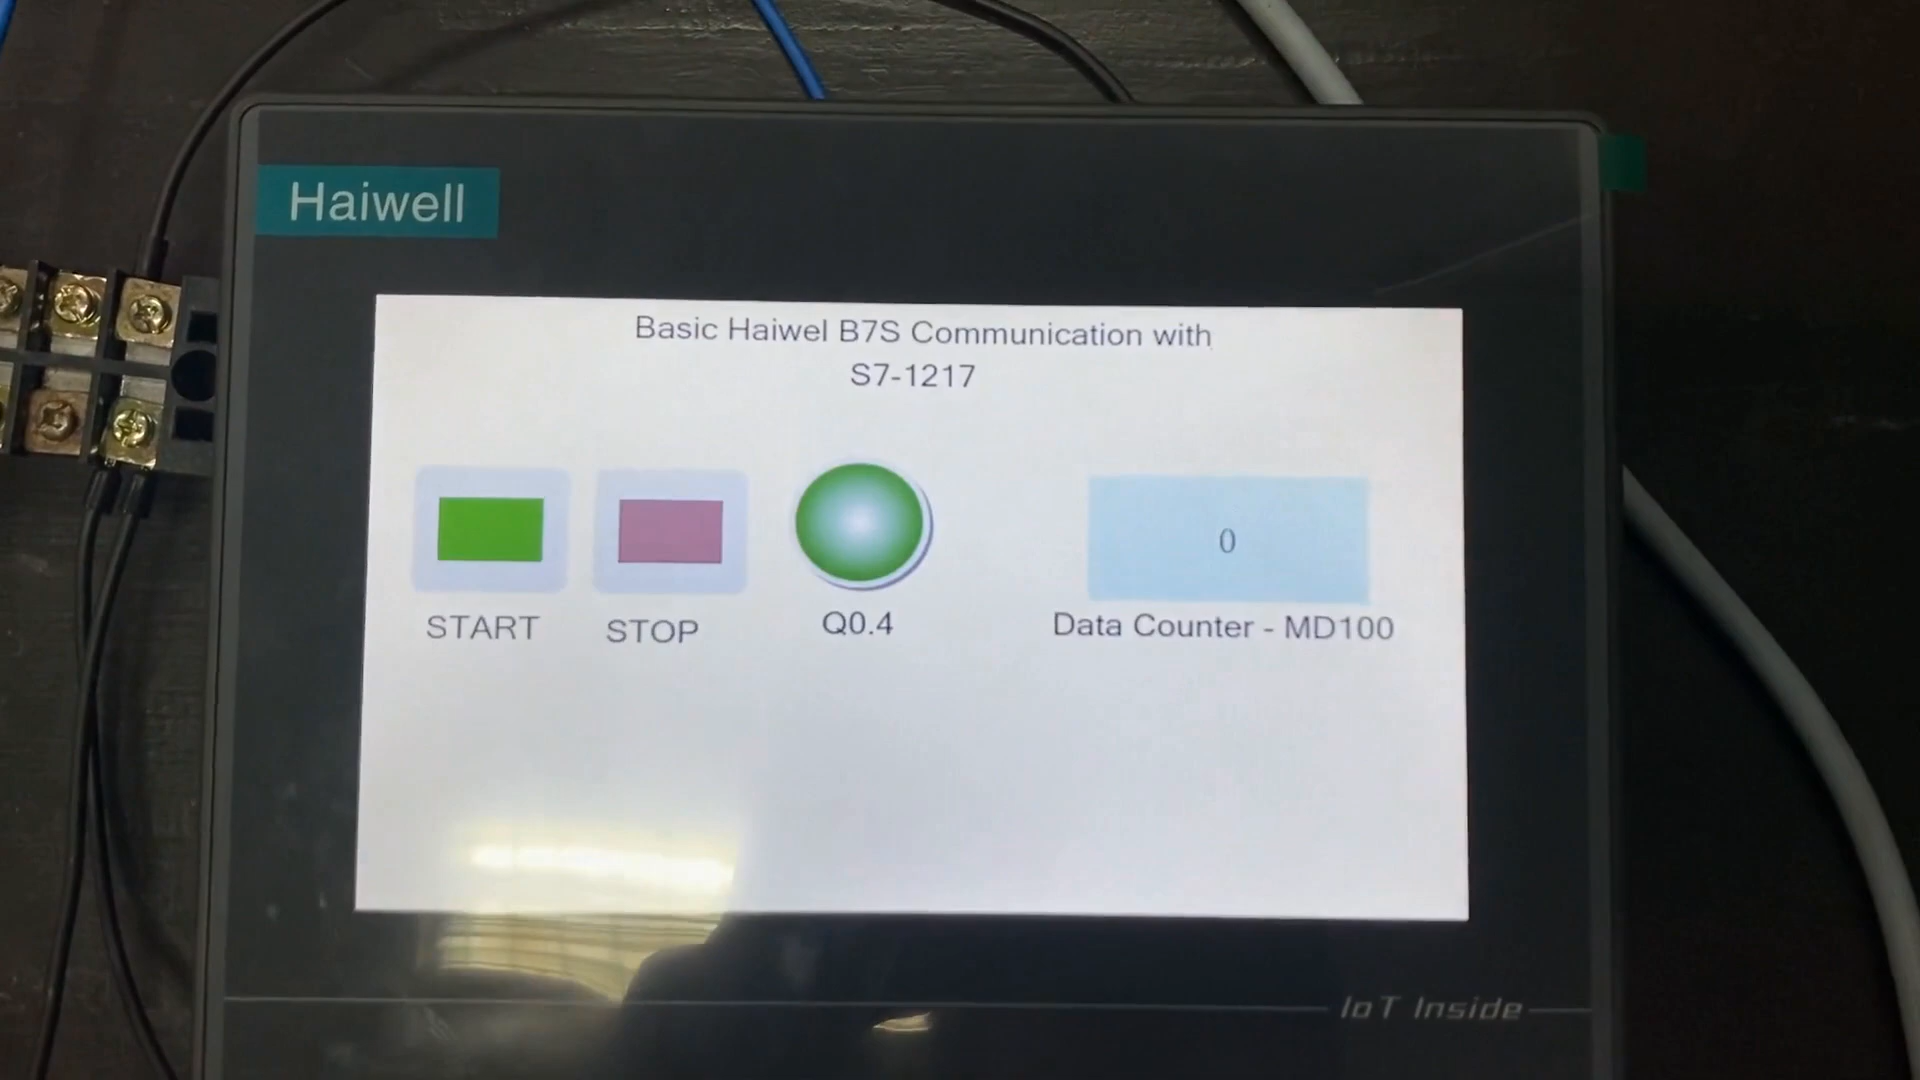 Haiwell
Basic Haiwel B7S Communication with
S7-1217
0
START
STOP
Q0.4
Data Counter - MD100
IoT Inside